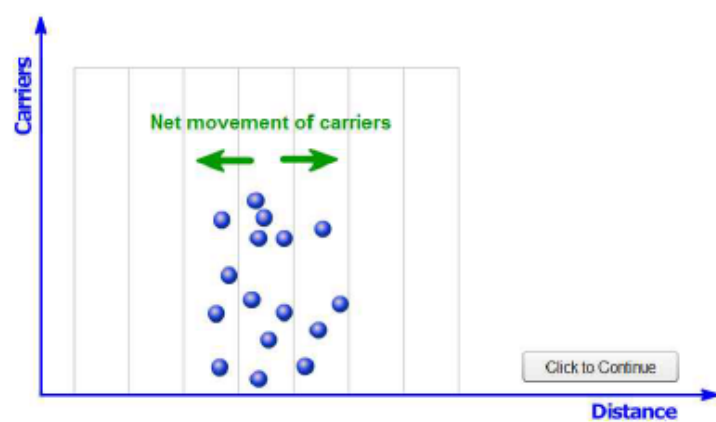 Carriers
Net movement of carriers
Click to Continue
Distance